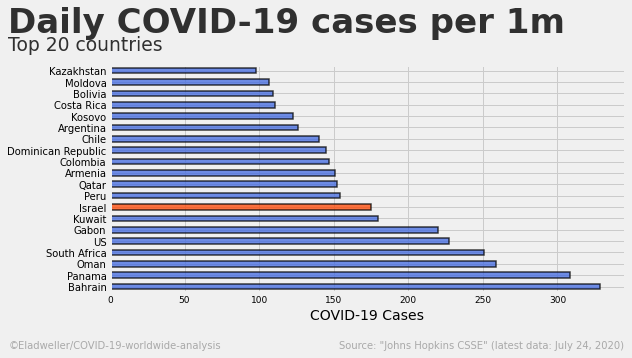 Daily COVID-19 cases per 1m
Top 20 countries
Kazakhstan
Moldova
Bolivia
Costa Rica
Kosovo
Argentina
Chile
Dominican Republic
Colombia
Armenia
Qatar
Peru
Israel
Kuwait
Gabon
US
South Africa
Oman
Panama
Bahrain
0 50 100 150 200 250 300
COVID-19 Cases
©Eladweller/COVID-19-worldwide-analysis
Source: "Johns Hopkins CSSE" (latest data: July 24, 2020)